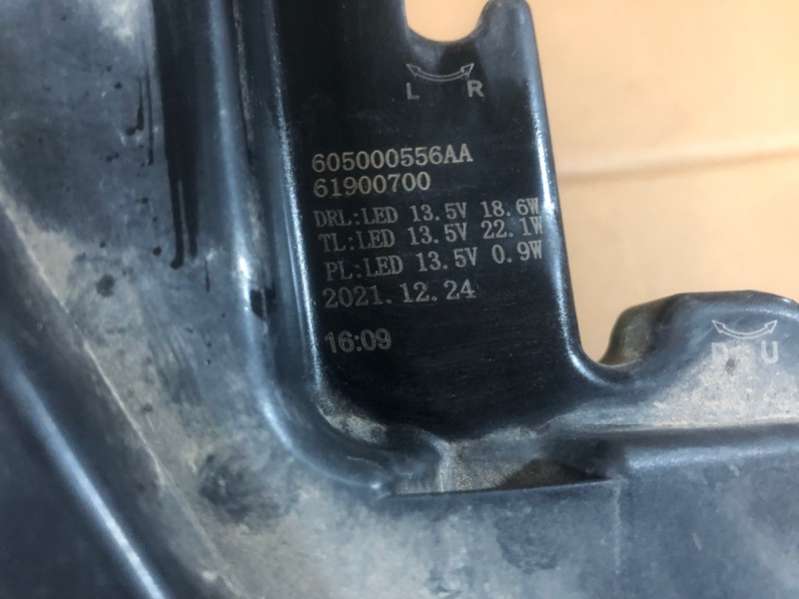 L R
605000556AA
61900700
DRL:LED 13.5V 18.6W
TL:LED 13.5V 22.1W
PL:LED 13.5V 0.9W
2021.12.24
16:09
D U